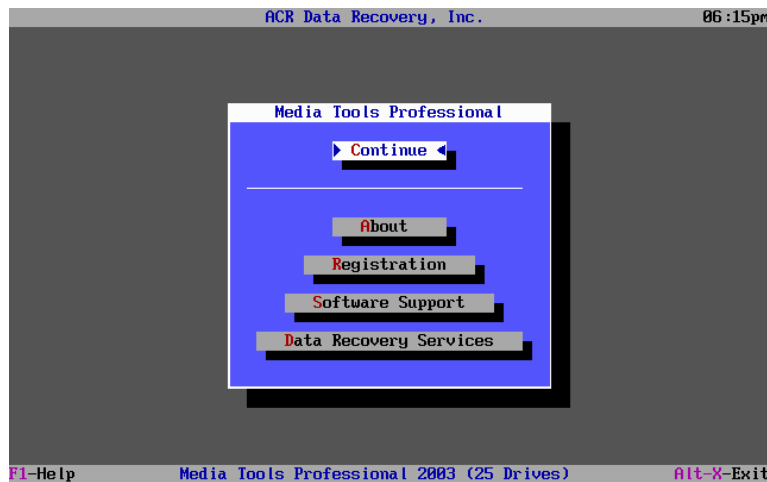 ACR Data Recovery, Inc. 06:15pm
Media Tools Professional
Continue
About
Registration
Software Support
Data Recovery Services
F1-Help Media Tools Professional 2003 (25 Drives) Alt-X-Exit